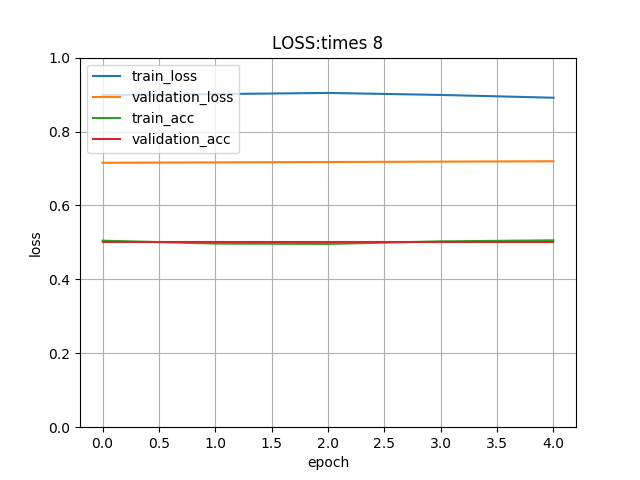 LOSS:times 8
1.0
0.8
0.6
0.4
0.2
0.0
loss
train_loss
validation_loss
train_acc
validation_acc
0.0 0.5 1.0 1.5 2.0 2.5 3.0 3.5 4.0
epoch